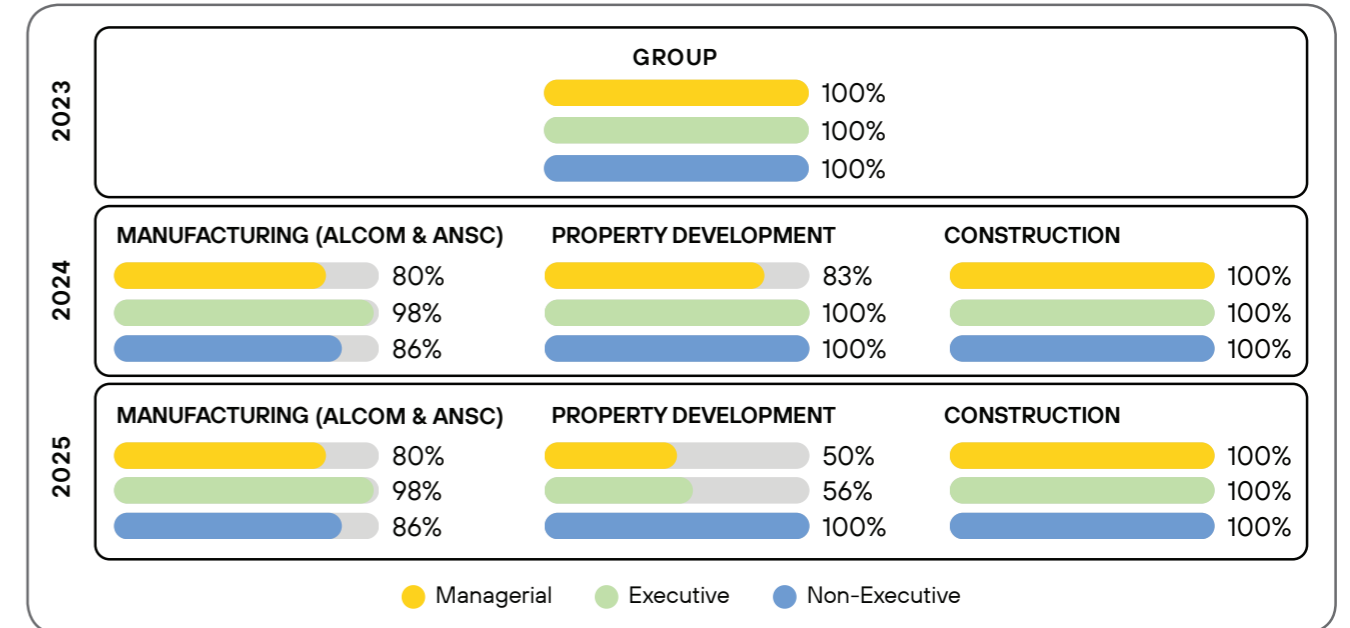 2023
GROUP
100%
100%
100%
2024
MANUFACTURING (ALCOM & ANSC)
80%
98%
86%
PROPERTY DEVELOPMENT
83%
100%
100%
CONSTRUCTION
100%
100%
100%
2025
MANUFACTURING (ALCOM & ANSC)
80%
98%
86%
PROPERTY DEVELOPMENT
50%
56%
100%
CONSTRUCTION
100%
100%
100%
Managerial
Executive
Non-Executive